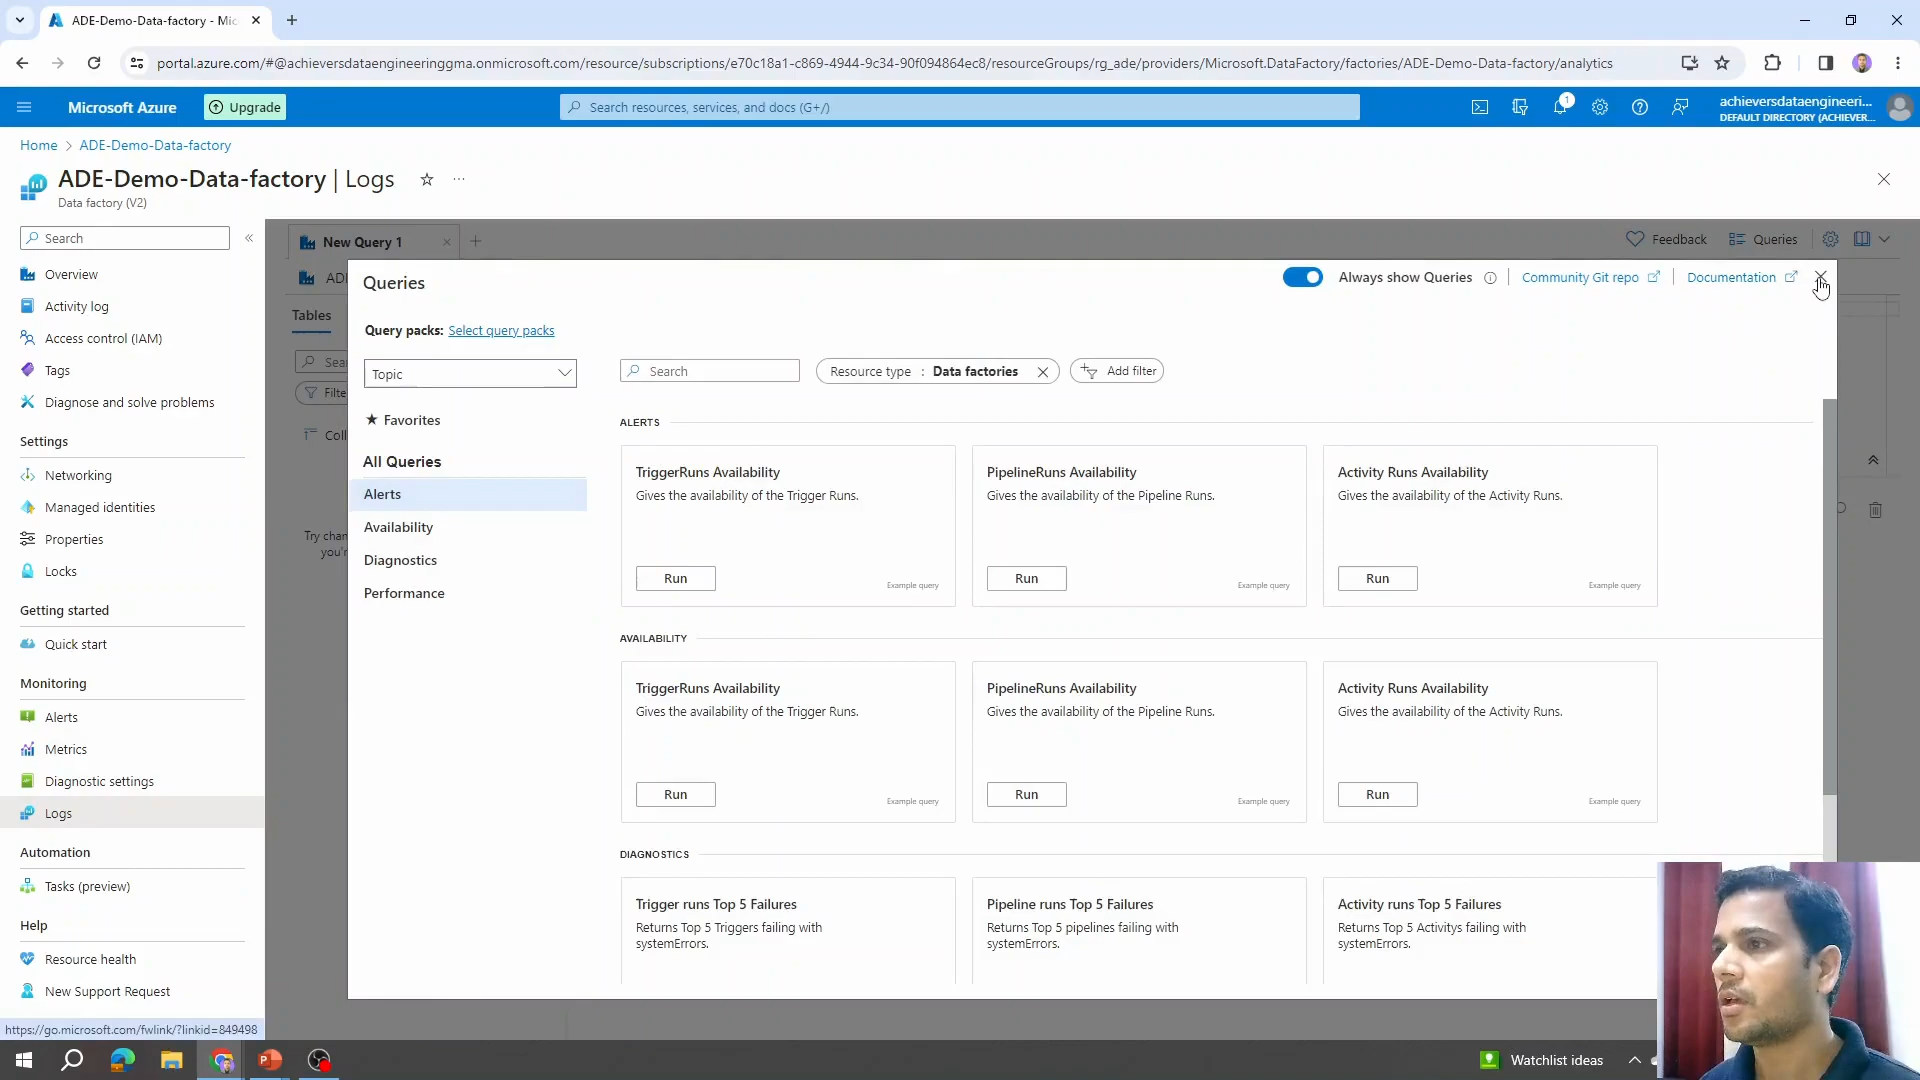 ADE-Demo-Data-factory - Mic
portal.azure.com/#@achieversdataengineeringgma.onmicrosoft.com/resource/subscriptions/e70c18a1-c869-4944-9c34-90f094864ec8/resourceGroups/rg_ade/providers/Microsoft.DataFactory/factories/ADE-Demo-Data-factory/analytics
Microsoft Azure
Upgrade
Search resources, services, and docs (G+/)
1
achieversdataengineeri...
DEFAULT DIRECTORY (ACHIEVER...
Home > ADE-Demo-Data-factory
ADE-Demo-Data-factory | Logs
Data factory (V2)
Search
Overview
Activity log
Access control (IAM)
Tags
Diagnose and solve problems
Settings
Networking
Managed identities
Properties
Locks
Getting started
Quick start
Monitoring
Alerts
Metrics
Diagnostic settings
Logs
Automation
Tasks (preview)
Help
Resource health
New Support Request
https://go.microsoft.com/fwlink/?linkid=849498
New Query 1
Feedback
Queries
ADE
Tables
Sea
Filte
Coll
Try chan
you're
Queries
Always show Queries
Community Git repo
Documentation
Query packs: Select query packs
Topic
Search
Resource type : Data factories
Add filter
Favorites
All Queries
Alerts
Availability
Diagnostics
Performance
ALERTS
TriggerRuns Availability
Gives the availability of the Trigger Runs.
Run
Example query
PipelineRuns Availability
Gives the availability of the Pipeline Runs.
Run
Example query
Activity Runs Availability
Gives the availability of the Activity Runs.
Run
Example query
AVAILABILITY
TriggerRuns Availability
Gives the availability of the Trigger Runs.
Run
Example query
PipelineRuns Availability
Gives the availability of the Pipeline Runs.
Run
Example query
Activity Runs Availability
Gives the availability of the Activity Runs.
Run
Example query
DIAGNOSTICS
Trigger runs Top 5 Failures
Returns Top 5 Triggers failing with
systemErrors.
Pipeline runs Top 5 Failures
Returns Top 5 pipelines failing with
systemErrors.
Activity runs Top 5 Failures
Returns Top 5 Activitys failing with
systemErrors.
Watchlist ideas